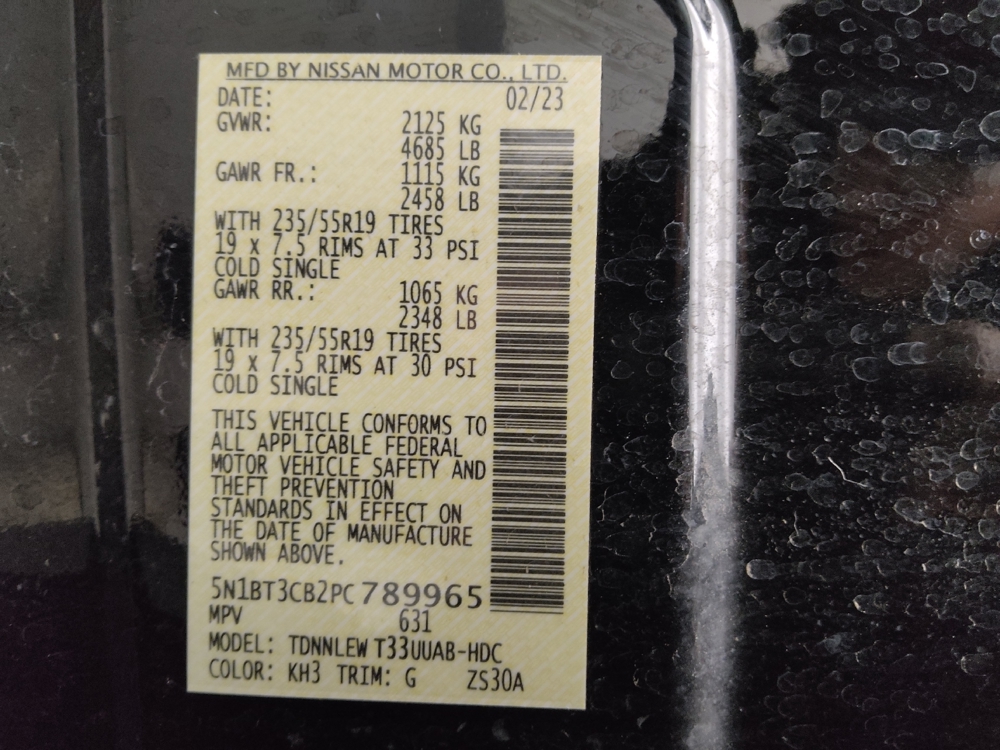 MFD BY NISSAN MOTOR CO., LTD.
DATE: 02/23
GVWR: 2125 KG
4685 LB
GAWR FR.: 1115 KG
2458 LB
WITH 235/55R19 TIRES
19 x 7.5 RIMS AT 33 PSI
COLD SINGLE
GAWR RR.: 1065 KG
2348 LB
WITH 235/55R19 TIRES
19 x 7.5 RIMS AT 30 PSI
COLD SINGLE
THIS VEHICLE CONFORMS TO
ALL APPLICABLE FEDERAL
MOTOR VEHICLE SAFETY AND
THEFT PREVENTION
STANDARDS IN EFFECT ON
THE DATE OF MANUFACTURE
SHOWN ABOVE.
5N1BT3CB2PC789965
MPV 631
MODEL: TDNNLEW T33UUAB-HDC
COLOR: KH3 TRIM: G ZS30A